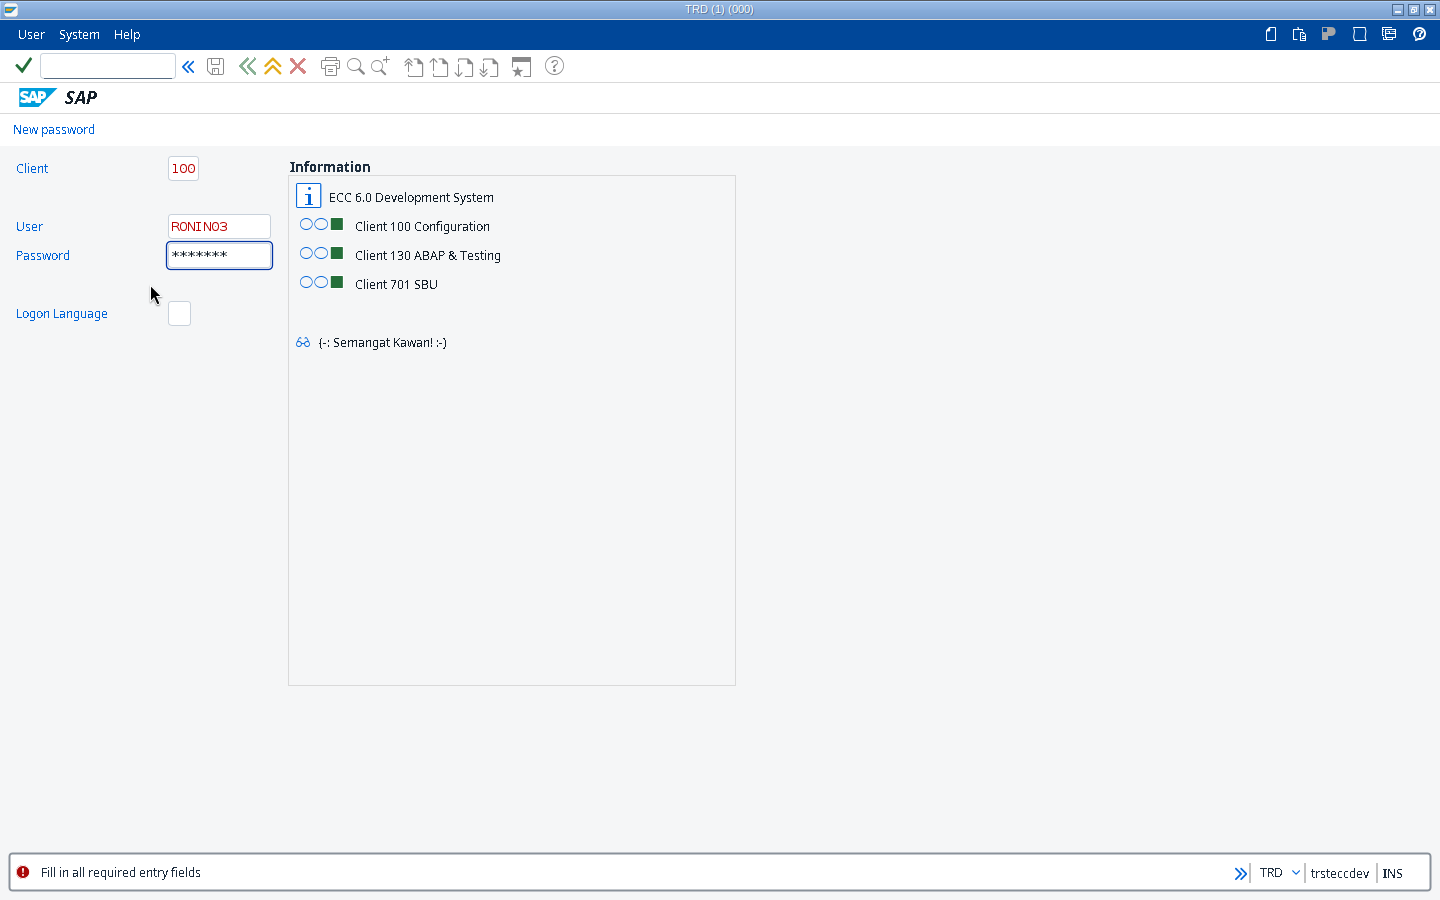 TRD (1) (000)
User System Help
SAP SAP
New password
Client 100
User RONIN03
Password *******
Logon Language
Information
ECC 6.0 Development System
Client 100 Configuration
Client 130 ABAP & Testing
Client 701 SBU
(-: Semangat Kawan! :-)
Fill in all required entry fields
TRD trsteccdev INS